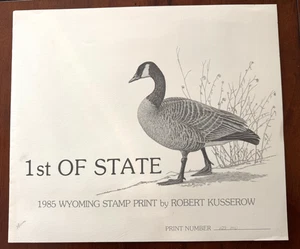 1st OF STATE
1985 WYOMING STAMP PRINT by ROBERT KUSSEROW
PRINT NUMBER